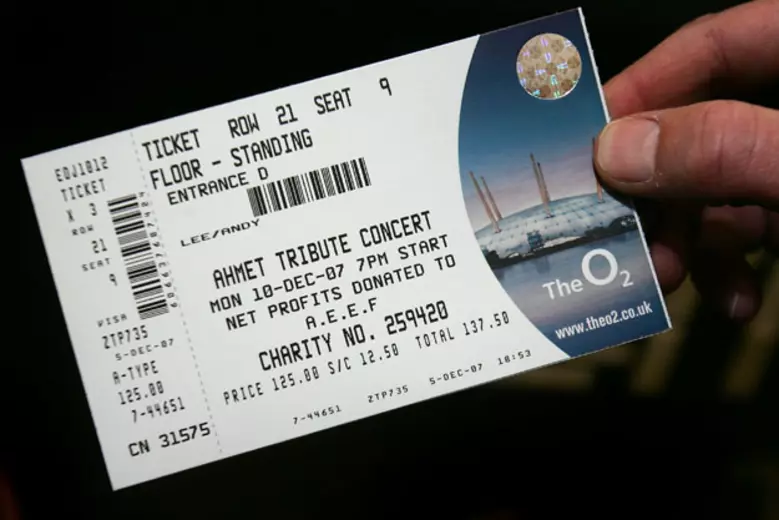 EOJ1012
TICKET
X 3
ROW
21
SEAT
9
VISA
ZTP735
5-DEC-07
A-TYPE
125.00
7-44651
CN 31575
TICKET ROW 21 SEAT 9
FLOOR - STANDING
ENTRANCE D
LEE/ANDY
AHMET TRIBUTE CONCERT
MON 10-DEC-07 7PM START
NET PROFITS DONATED TO
A.E.E.F
CHARITY NO. 259420
PRICE 125.00 S/C 12.50 TOTAL 137.50
7-44651 ZTP735 5-DEC-07 18:53
The O2
www.theo2.co.uk